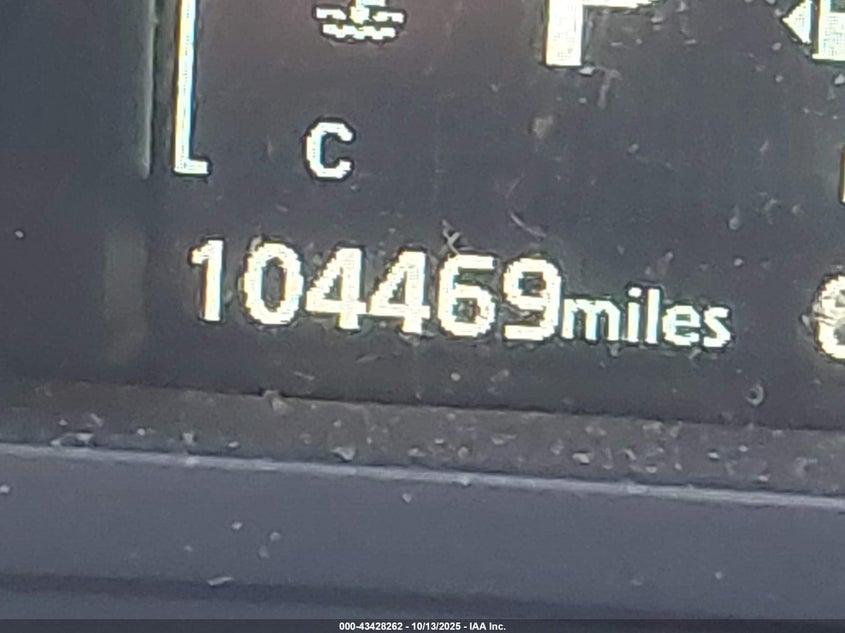 P
C
104469miles
000-43428262 - 10/13/2025 - IAA Inc.